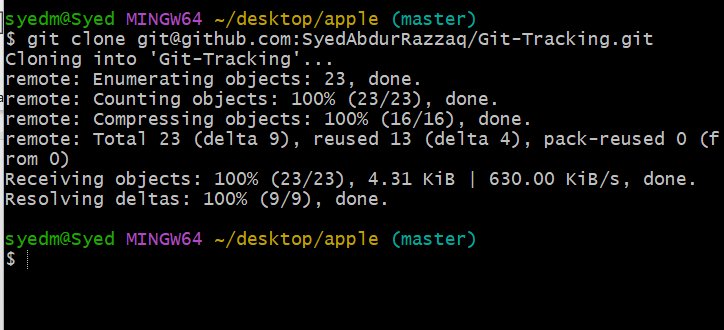 syedm@Syed MINGW64 ~/desktop/apple (master)
$ git clone git@github.com:SyedAbdurRazzaq/Git-Tracking.git
Cloning into 'Git-Tracking'...
remote: Enumerating objects: 23, done.
remote: Counting objects: 100% (23/23), done.
remote: Compressing objects: 100% (16/16), done.
remote: Total 23 (delta 9), reused 13 (delta 4), pack-reused 0 (f
rom 0)
Receiving objects: 100% (23/23), 4.31 KiB | 630.00 KiB/s, done.
Resolving deltas: 100% (9/9), done.
syedm@Syed MINGW64 ~/desktop/apple (master)
$